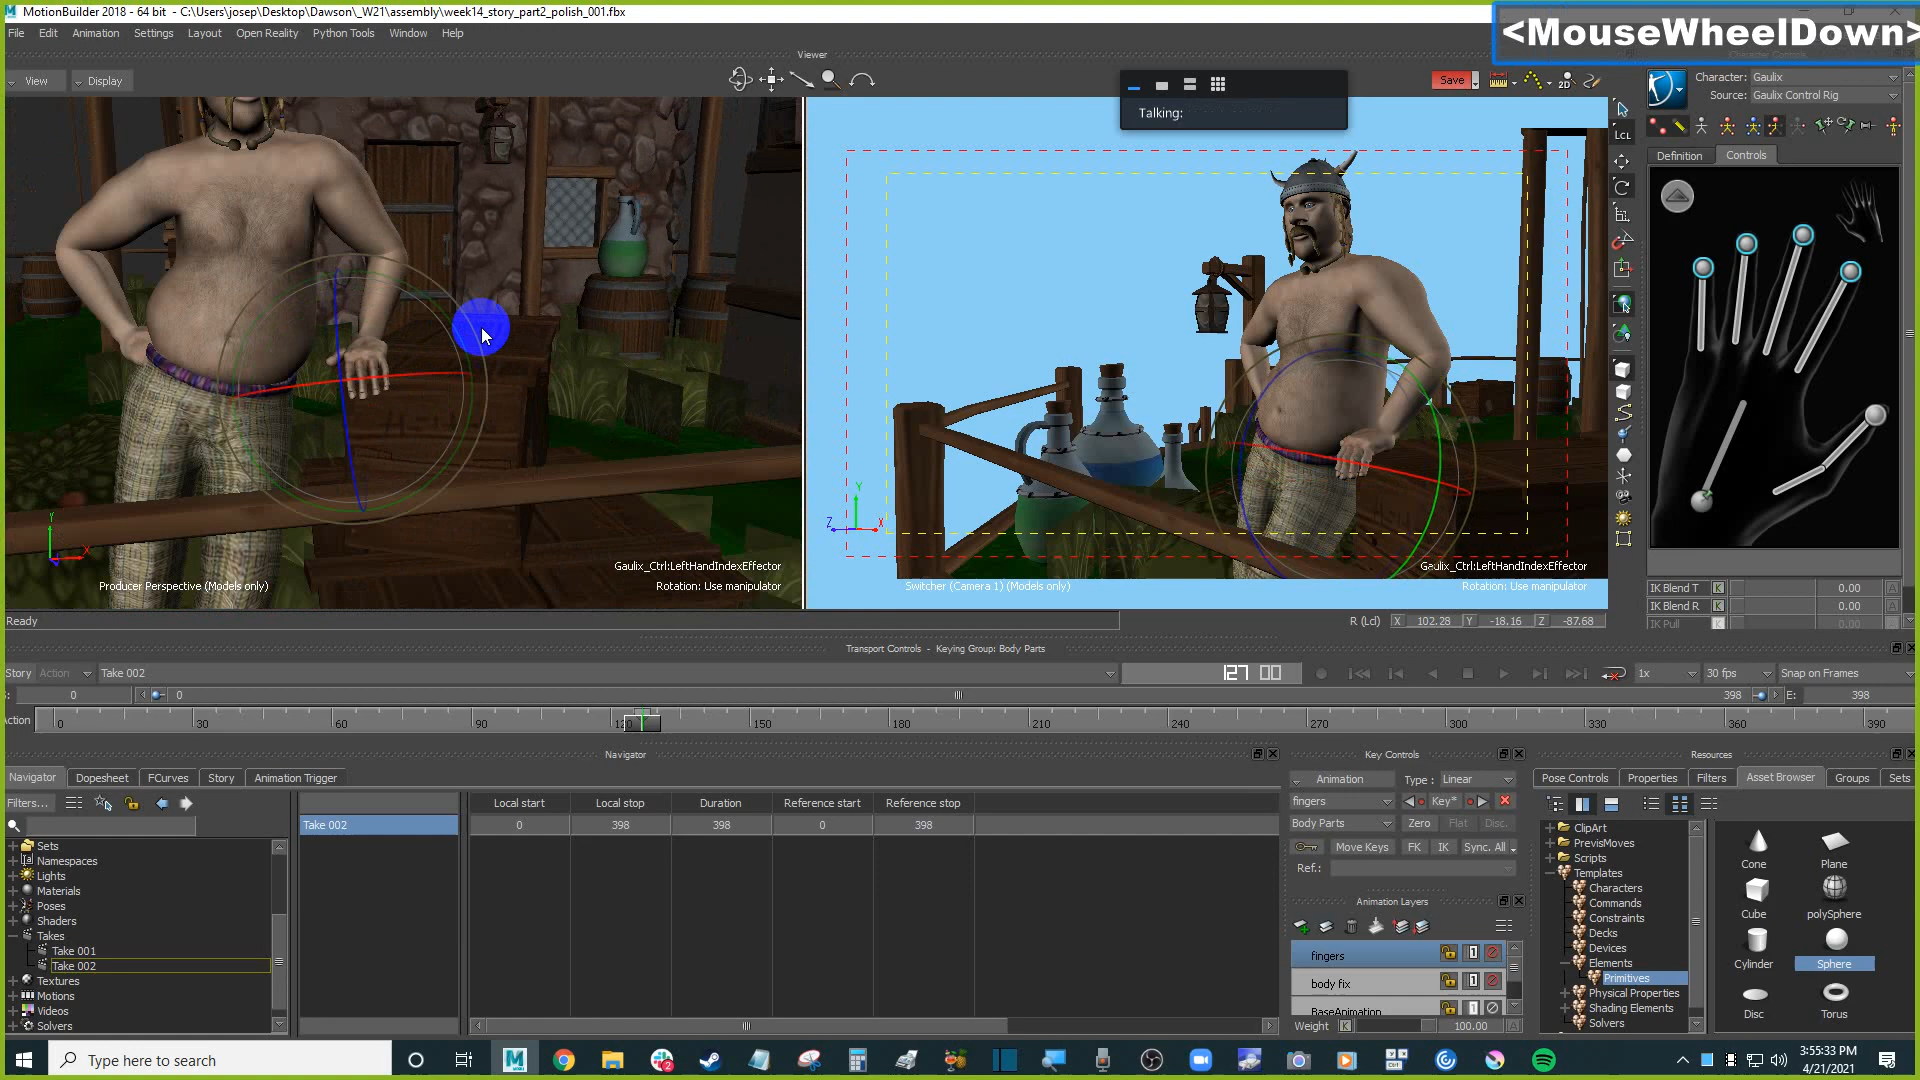 MotionBuilder 2018 - 64 bit - C:\Users\josep\Desktop\Dawson\_W21\assembly\week14_story_part2_polish_001.fbx
<MouseWheelDown>
File Edit Animation Settings Layout Open Reality Python Tools Window Help
Viewer
View Display
Save
2D
Talking:
Character: Gaulix
Source: Gaulix Control Rig
LCL
Definition Controls
Gaulix_Ctrl:LeftHandIndexEffector
Producer Perspective (Models only)
Rotation: Use manipulator
Gaulix_Ctrl:LeftHandIndexEffector
Switcher (Camera 1) (Models only)
Rotation: Use manipulator
Y
X
Y
Z
X
IK Blend T K 0.00 A
IK Blend R K 0.00 A
IK Pull K 0.00 A
Ready
R (Lcl) X 102.28 Y -18.16 Z -87.68
Transport Controls - Keying Group: Body Parts
Story Action Take 002
127 00
1x 30 fps Snap on Frames
0 0 398 E: 398
0 30 60 90 120 150 180 210 240 270 300 330 360 390
Navigator
Key Controls
Resources
Navigator Dopesheet FCurves Story Animation Trigger
Animation Type : Linear
Pose Controls Properties Filters Asset Browser Groups Sets
Filters...
Local start Local stop Duration Reference start Reference stop
Take 002 0 398 398 0 398
fingers Key*
Body Parts Zero Flat Disc.
Move Keys FK IK Sync. All
Ref.:
Animation Layers
fingers 1
body fix 1
BaseAnimation 1
Weight K 100.00 A
Sets
Namespaces
Lights
Materials
Poses
Shaders
Takes
Take 001
Take 002
Textures
Motions
Videos
Solvers
ClipArt
PrevisMoves
Scripts
Templates
Characters
Commands
Constraints
Decks
Devices
Elements
Primitives
Physical Properties
Shading Elements
Solvers
Cone Plane
Cube polySphere
Cylinder Sphere
Disc Torus
Type here to search
3:55:33 PM
4/21/2021